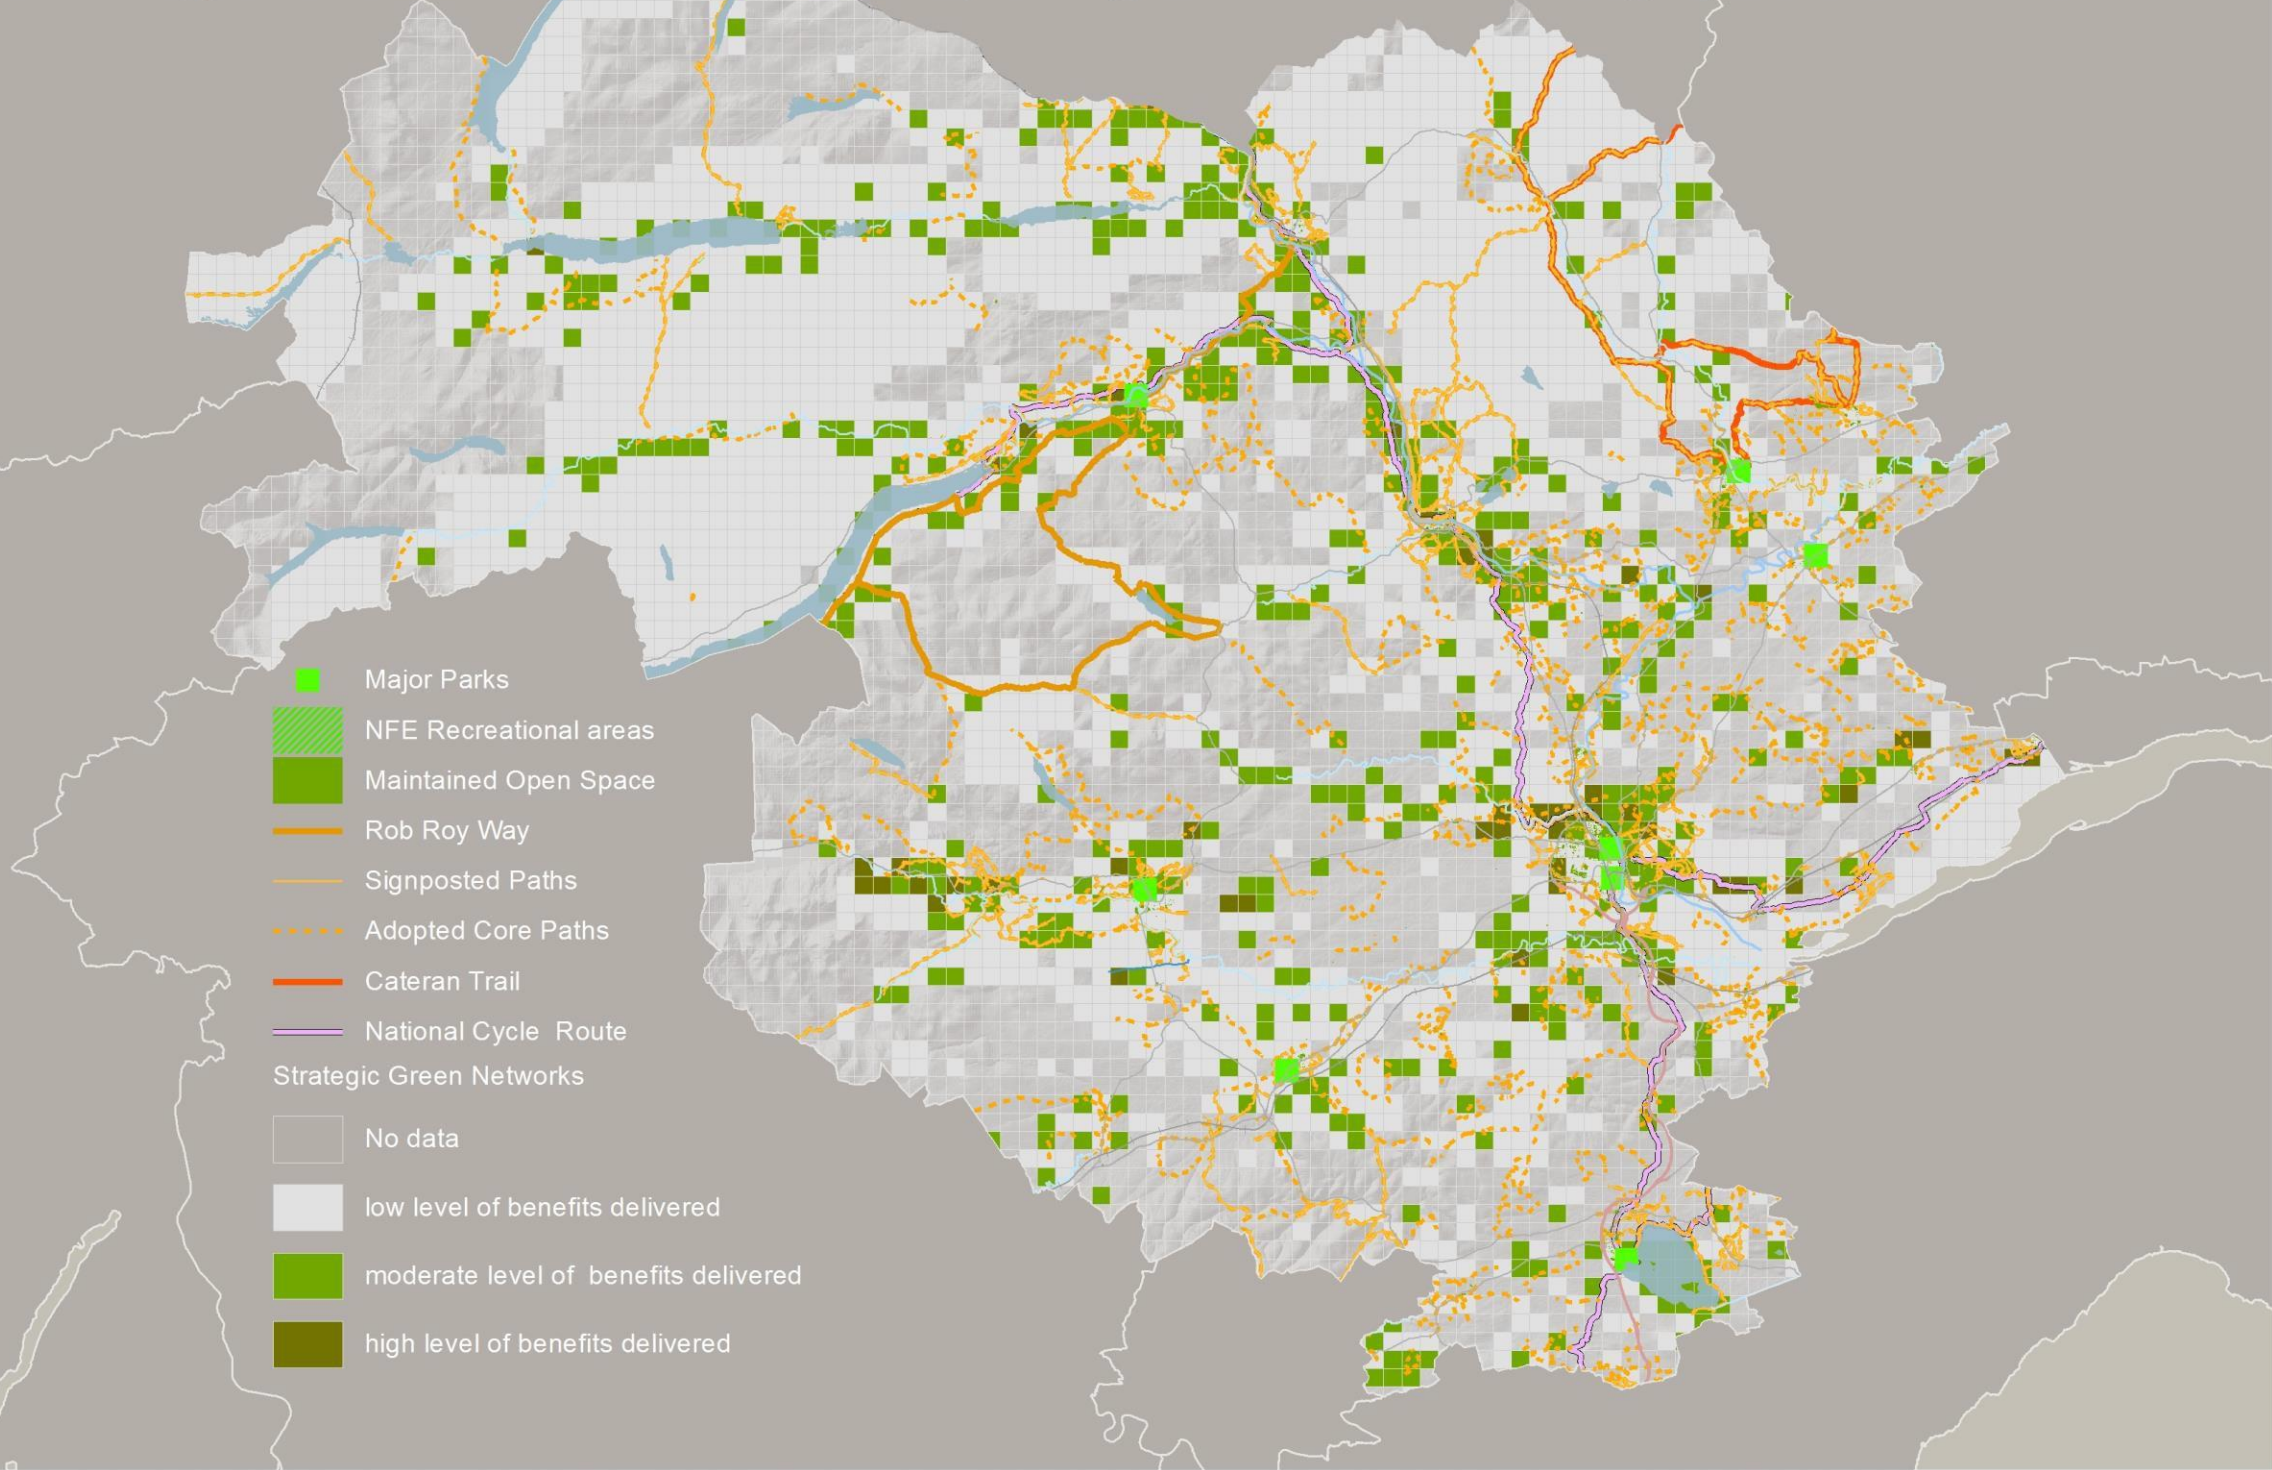 Major Parks
NFE Recreational areas
Maintained Open Space
Rob Roy Way
Signposted Paths
Adopted Core Paths
Cateran Trail
National Cycle  Route
Strategic Green Networks
No data
low level of benefits delivered
moderate level of  benefits delivered
high level of benefits delivered